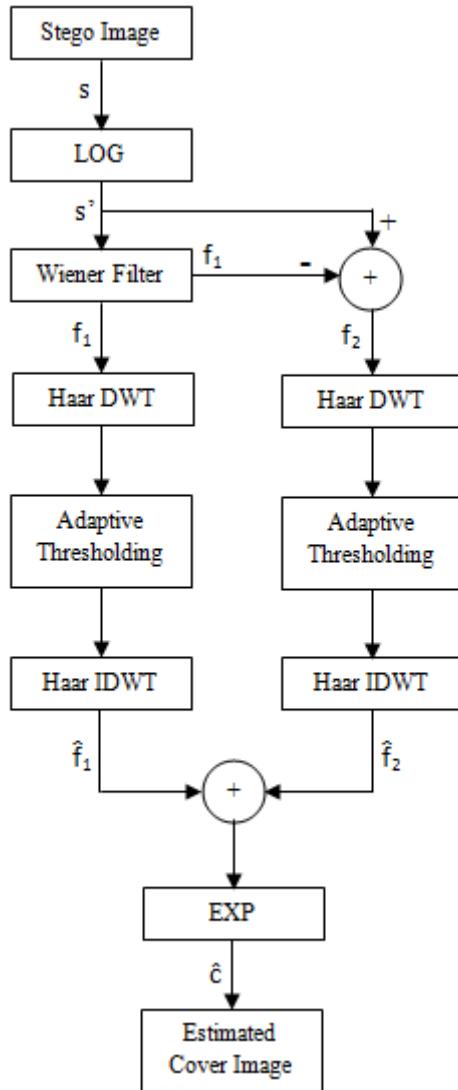 Stego Image
s
LOG
s'
+
Wiener Filter
f₁
-
+
f₁
f₂
Haar DWT
Haar DWT
Adaptive
Thresholding
Adaptive
Thresholding
Haar IDWT
Haar IDWT
f̂₁
f̂₂
+
EXP
ĉ
Estimated
Cover Image